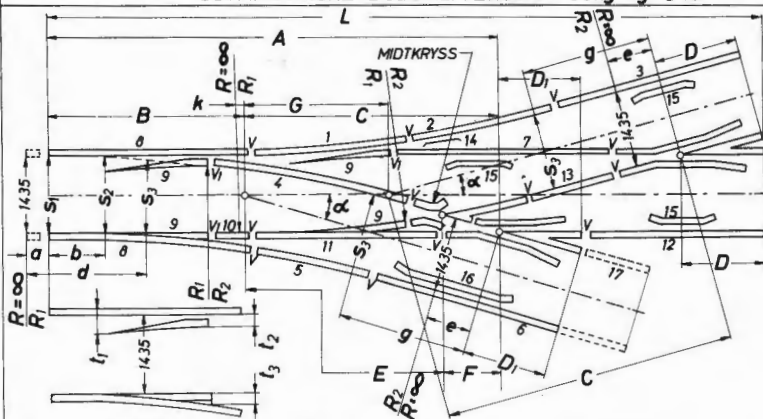 L
A
MIDTKRYSS
R=∞ R₁
R₁ R₂
R₂ R=∞
g
e
D
D₁
k
G
B
C
3
15
8
V
1
V
2
V
14
7
V
1435
1435
S₁
S₂
S₃
9
V₁
4
9
V₁
15
α
S₃
13
V
α
9
V
9
V₁
10
V
11
S₃
V
1435
V
15
12
a
b
8
d
5
16
17
D
R=∞ R₁
R₁ R₂
g
e
6
t₁
1435
t₂
t₃
E
F
D₁
C
R₂ R=∞